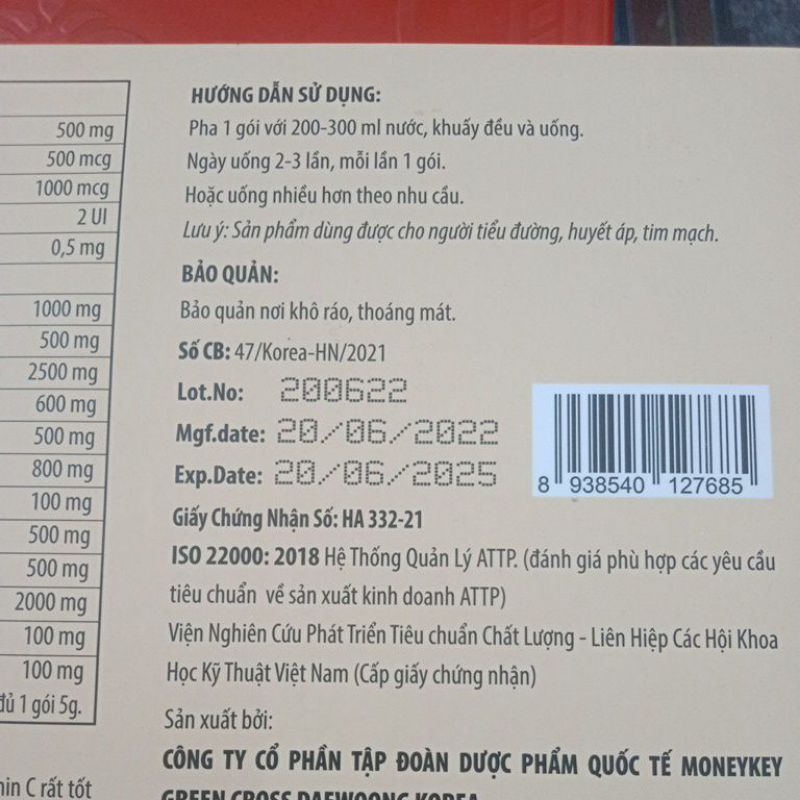 500 mg
500 mcg
1000 mcg
2 UI
0,5 mg
1000 mg
500 mg
2500 mg
600 mg
500 mg
800 mg
100 mg
500 mg
500 mg
2000 mg
100 mg
100 mg
đủ 1 gói 5g.
min C rất tốt
HƯỚNG DẪN SỬ DỤNG:
Pha 1 gói với 200-300 ml nước, khuấy đều và uống.
Ngày uống 2-3 lần, mỗi lần 1 gói.
Hoặc uống nhiều hơn theo nhu cầu.
Lưu ý: Sản phẩm dùng được cho người tiểu đường, huyết áp, tim mạch.
BẢO QUẢN:
Bảo quản nơi khô ráo, thoáng mát.
Số CB: 47/Korea-HN/2021
Lot.No: 200622
Mgf.date: 20/06/2022
Exp.Date: 20/06/2025
8 938540 127685
Giấy Chứng Nhận Số: HA 332-21
ISO 22000: 2018 Hệ Thống Quản Lý ATTP. (đánh giá phù hợp các yêu cầu
tiêu chuẩn về sản xuất kinh doanh ATTP)
Viện Nghiên Cứu Phát Triển Tiêu chuẩn Chất Lượng - Liên Hiệp Các Hội Khoa
Học Kỹ Thuật Việt Nam (Cấp giấy chứng nhận)
Sản xuất bởi:
CÔNG TY CỔ PHẦN TẬP ĐOÀN DƯỢC PHẨM QUỐC TẾ MONEYKEY
GREEN CROSS DAEWOONG KOREA